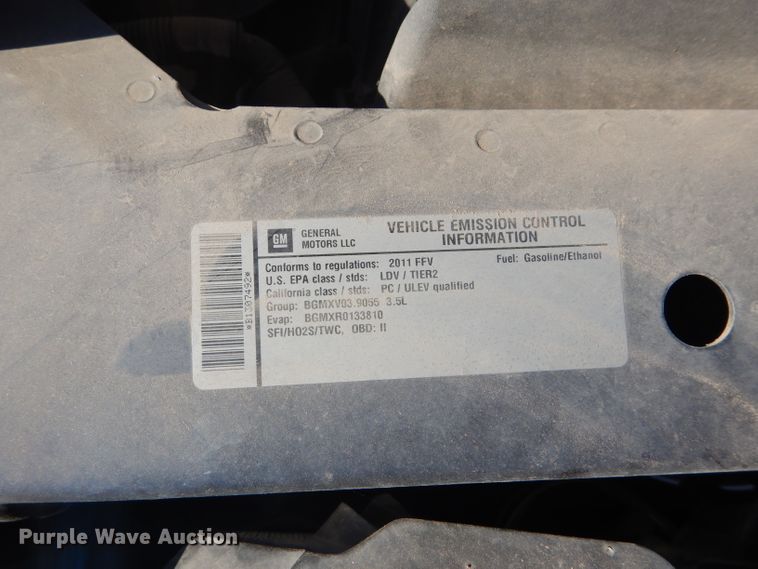 GM
GENERAL
MOTORS LLC
VEHICLE EMISSION CONTROL
INFORMATION
Conforms to regulations: 2011 FFV Fuel: Gasoline/Ethanol
U.S. EPA class / stds: LDV / TIER2
California class / stds: PC / ULEV qualified
Group: BGMXV03.9055 3.5L
Evap: BGMXR0133810
SFI/HO2S/TWC, OBD: II
*B1307492*
Purple Wave Auction